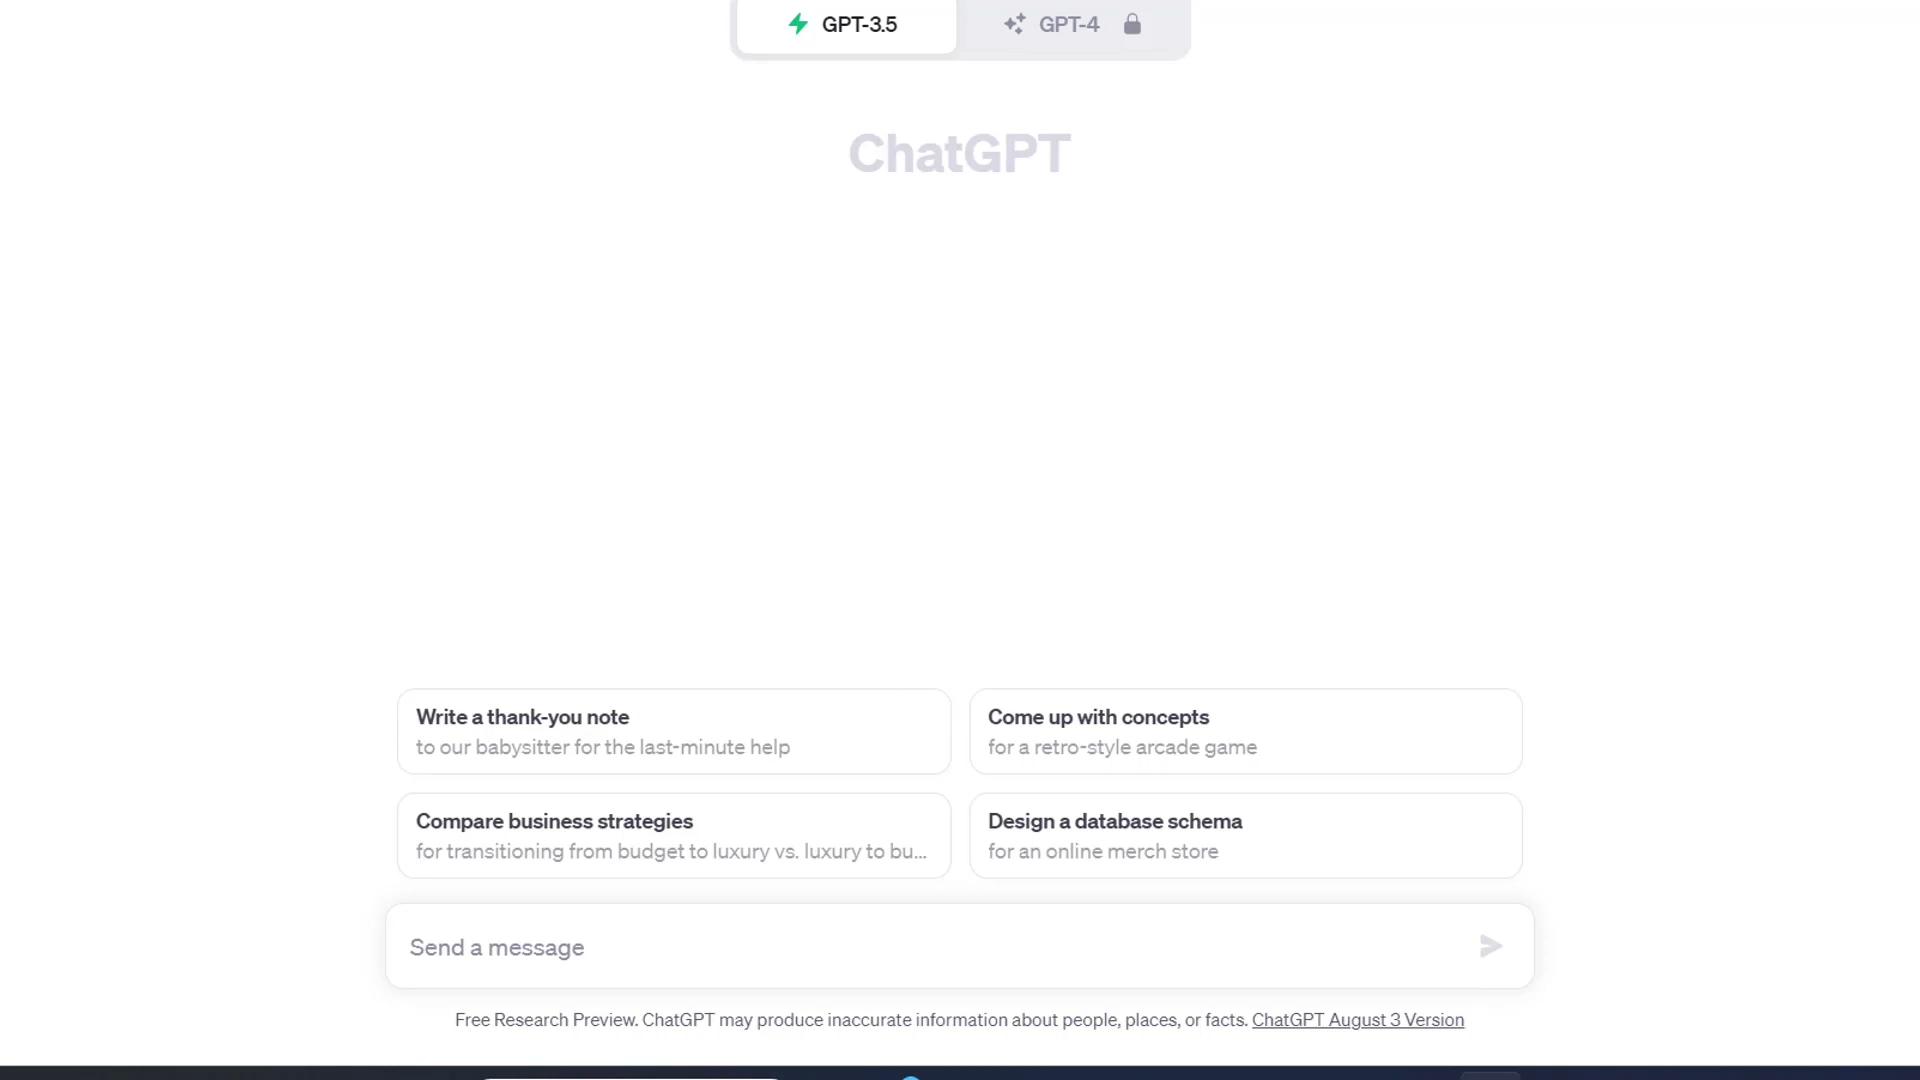 GPT-3.5
GPT-4
ChatGPT
Write a thank-you note
to our babysitter for the last-minute help
Come up with concepts
for a retro-style arcade game
Compare business strategies
for transitioning from budget to luxury vs. luxury to bu...
Design a database schema
for an online merch store
Send a message
Free Research Preview. ChatGPT may produce inaccurate information about people, places, or facts. ChatGPT August 3 Version